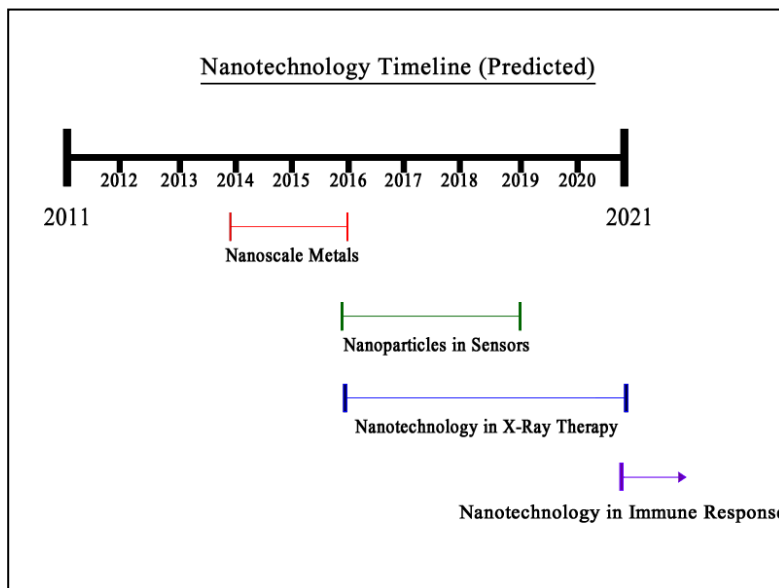 Nanotechnology Timeline (Predicted)
2012 2013 2014 2015 2016 2017 2018 2019 2020
2011 2021
Nanoscale Metals
Nanoparticles in Sensors
Nanotechnology in X-Ray Therapy
Nanotechnology in Immune Response